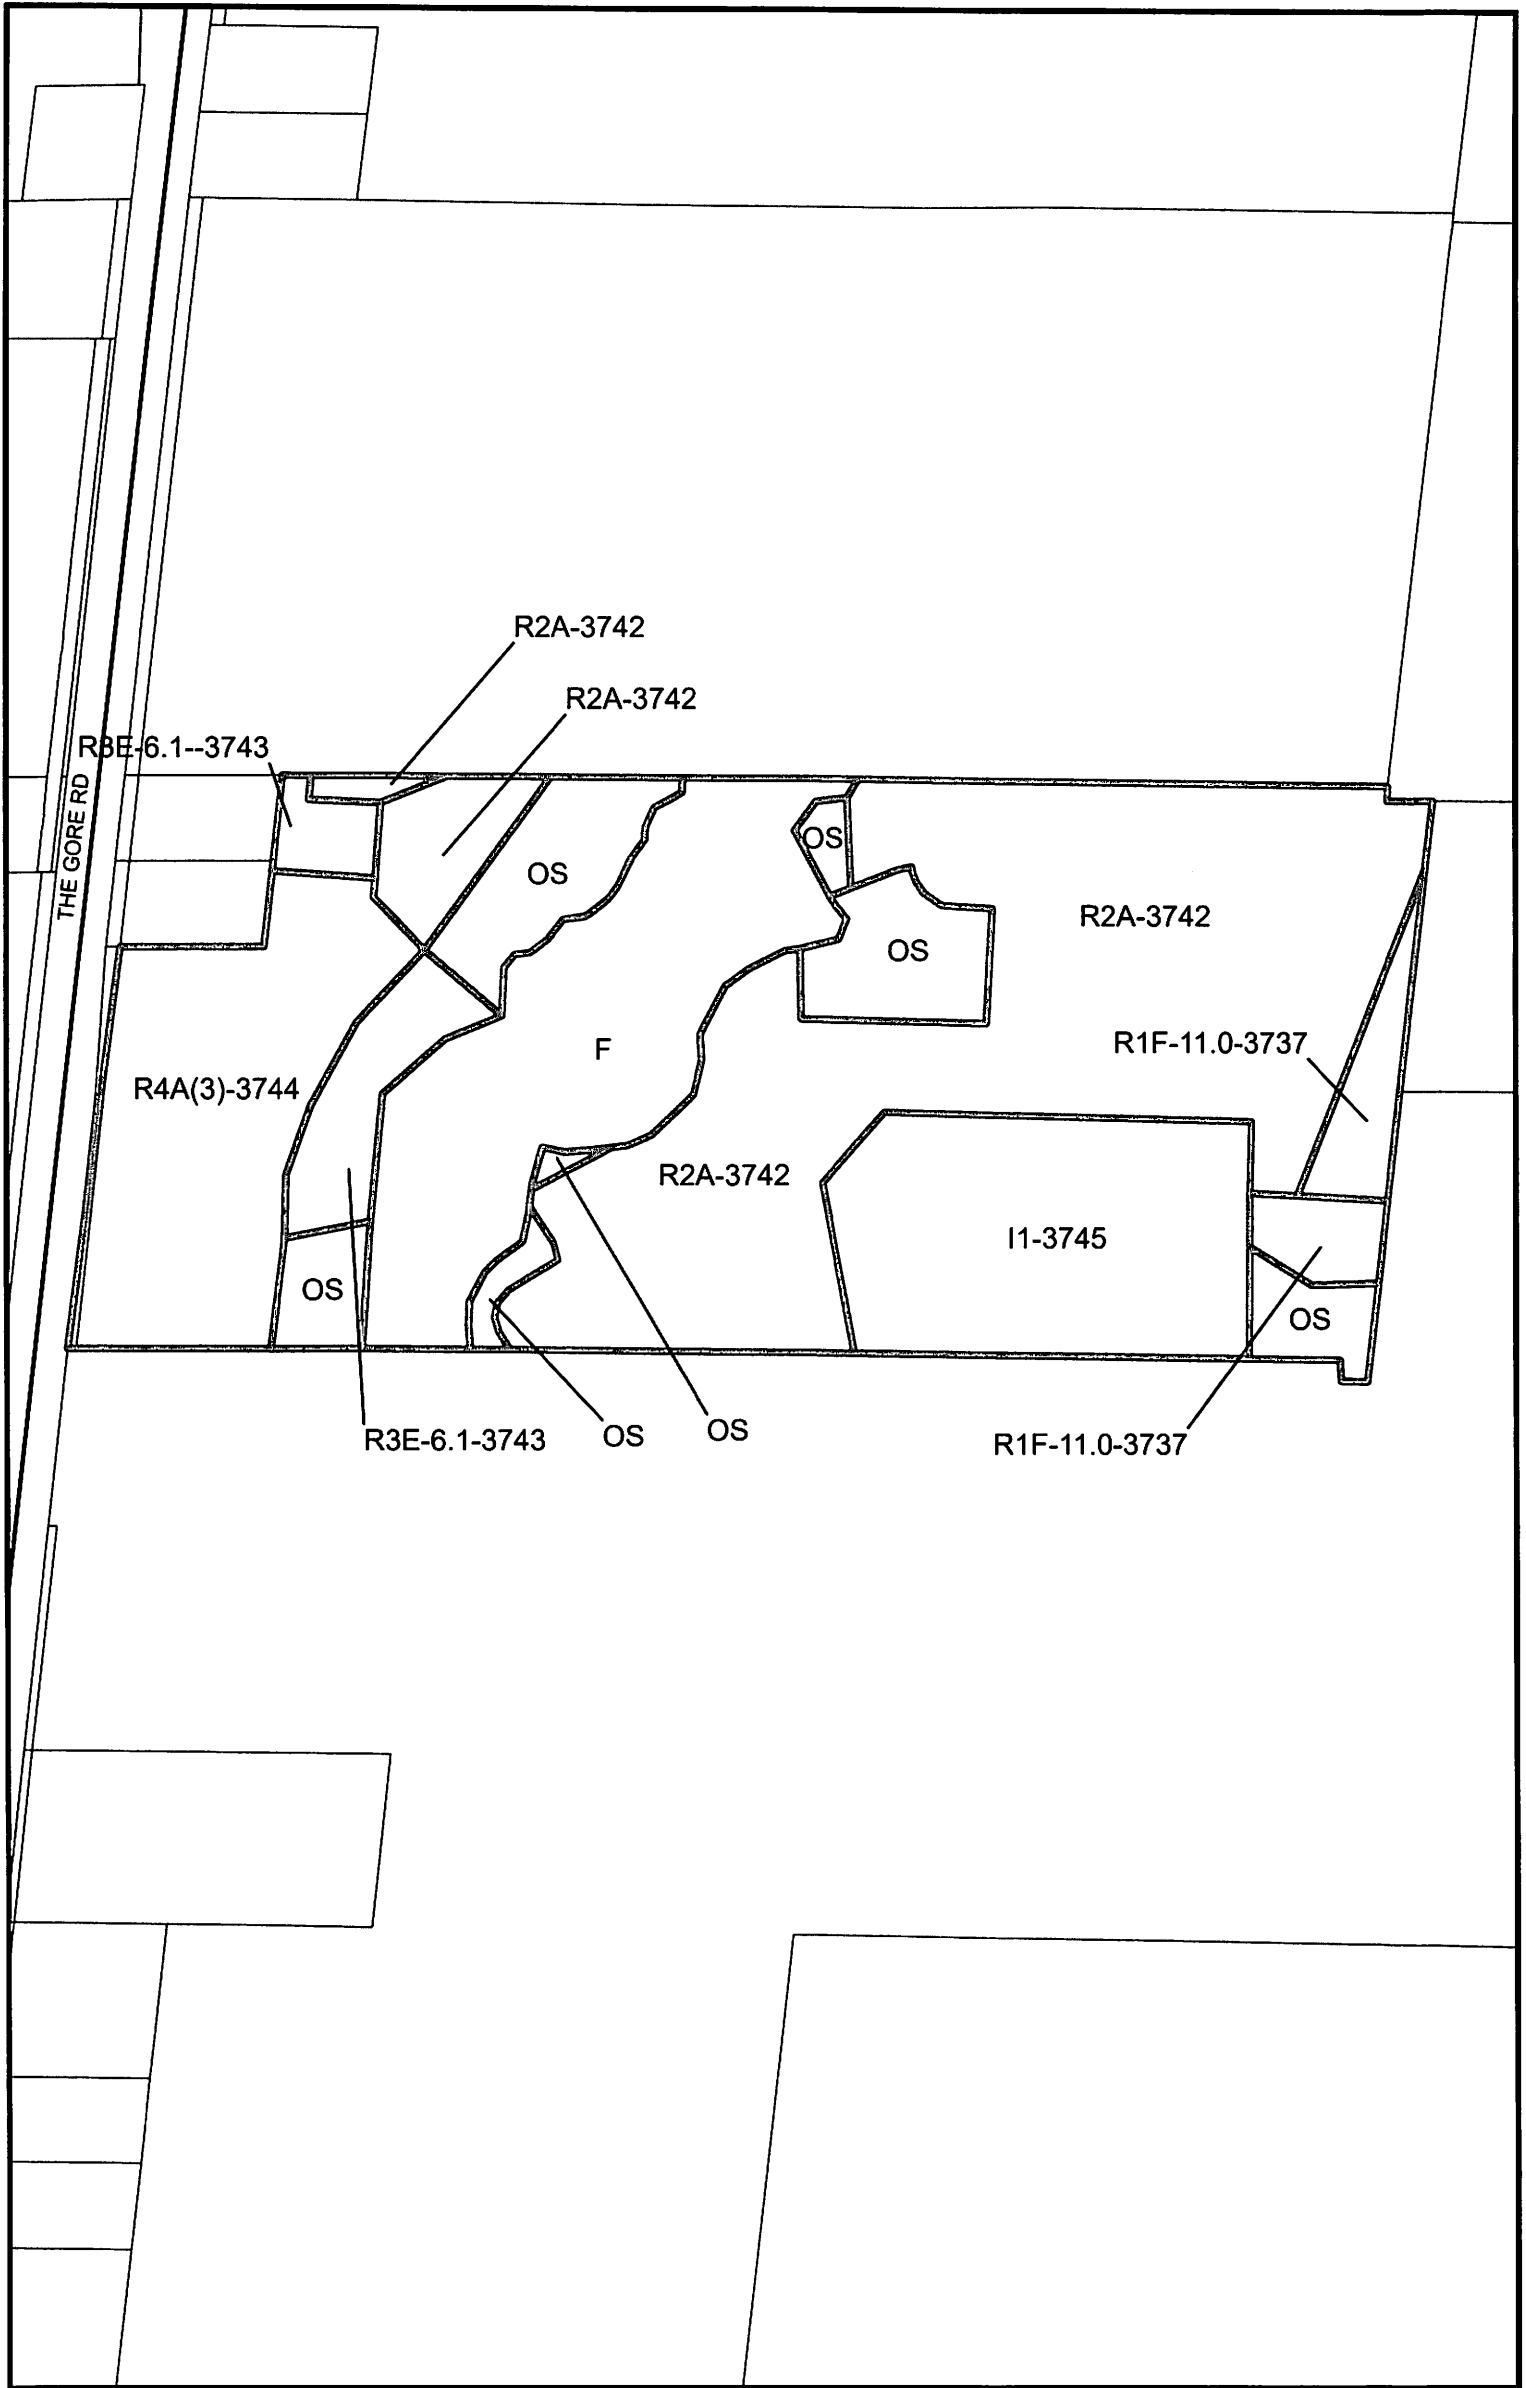 R2A-3742
R2A-3742
R3E-6.1--3743
THE GORE RD
OS
OS
R2A-3742
OS
R1F-11.0-3737
F
R4A(3)-3744
R2A-3742
I1-3745
OS
OS
R3E-6.1-3743
OS
OS
R1F-11.0-3737